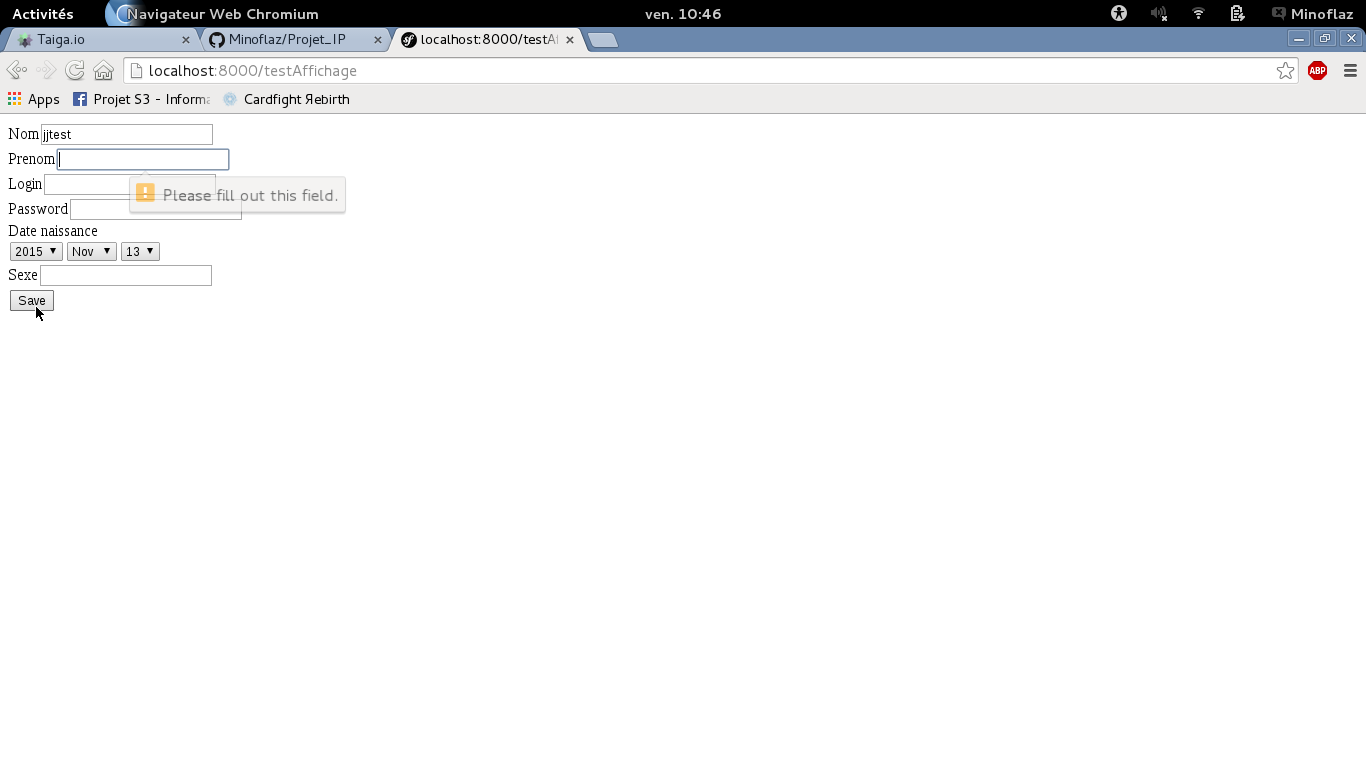 Activités Navigateur Web Chromium ven. 10:46 Minoflaz
Taiga.io Minoflaz/Projet_IP localhost:8000/testAf
localhost:8000/testAffichage ABP
Apps Projet S3 - Informa Cardfight Яebirth
Nom jjtest
Prenom
Login
Please fill out this field.
Password
Date naissance
2015 Nov 13
Sexe
Save